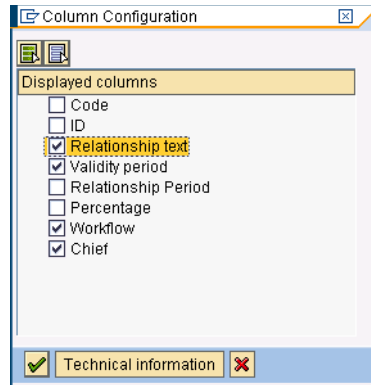 Column Configuration
Displayed columns
Code
ID
Relationship text
Validity period
Relationship Period
Percentage
Workflow
Chief
Technical information